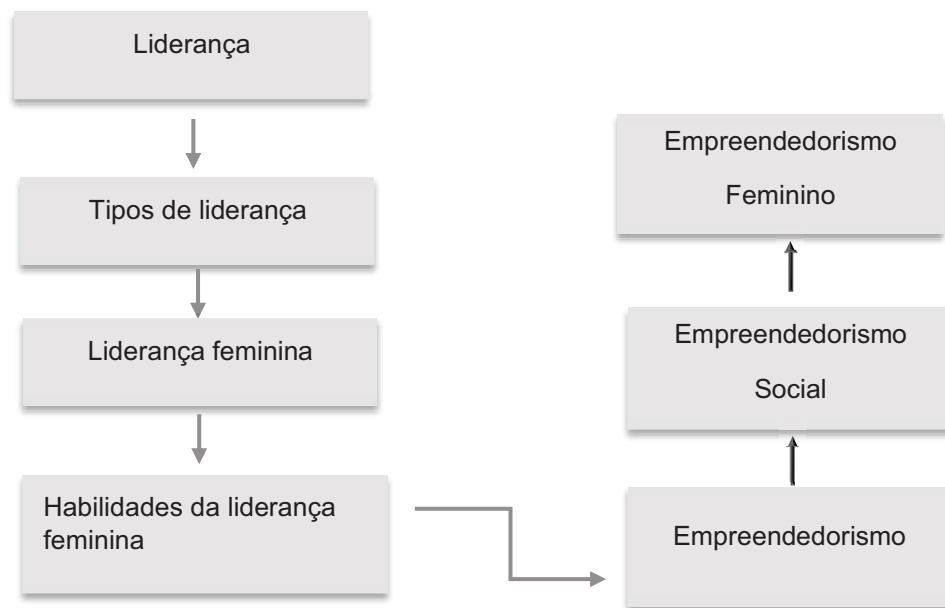 Liderança
Tipos de liderança
Liderança feminina
Habilidades da liderança
feminina
Empreendedorismo
Feminino
Empreendedorismo
Social
Empreendedorismo